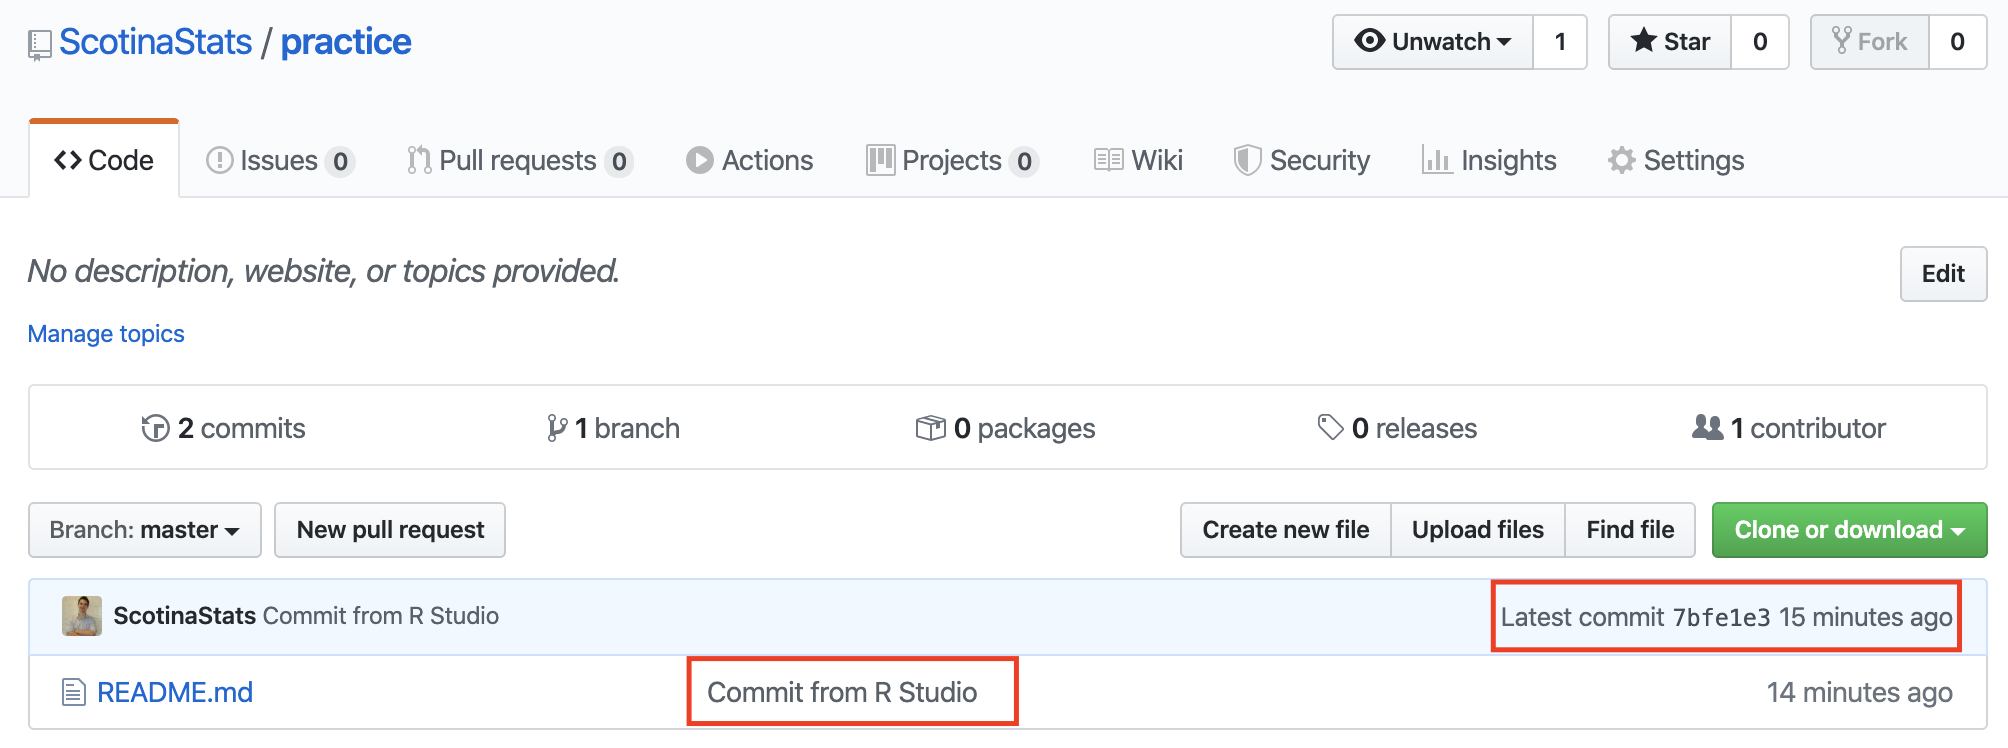 ScotinaStats / practice
Unwatch 1 Star 0 Fork 0
Code Issues 0 Pull requests 0 Actions Projects 0 Wiki Security Insights Settings
No description, website, or topics provided.
Edit
Manage topics
2 commits 1 branch 0 packages 0 releases 1 contributor
Branch: master New pull request Create new file Upload files Find file Clone or download
ScotinaStats Commit from R Studio Latest commit 7bfe1e3 15 minutes ago
README.md Commit from R Studio 14 minutes ago